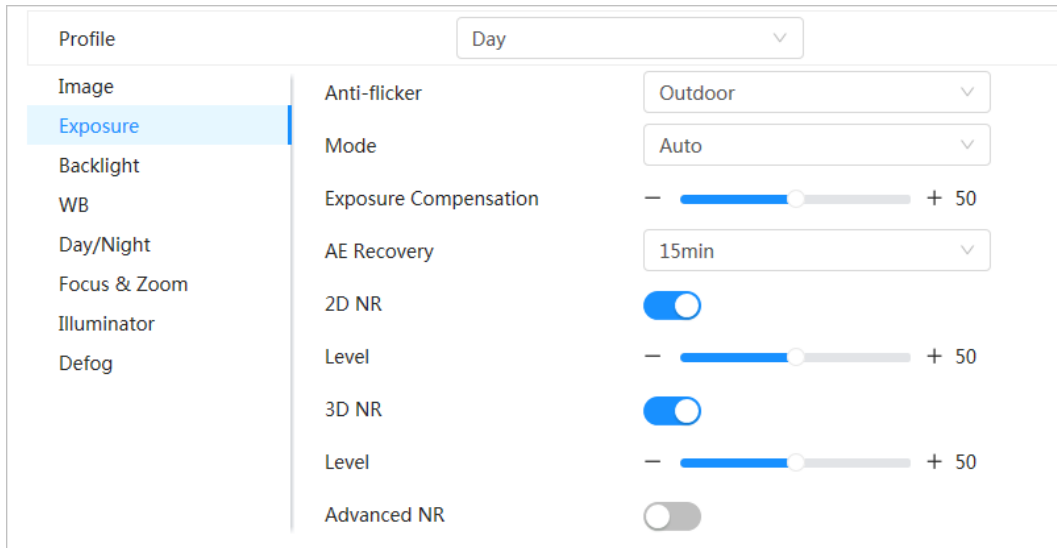 Profile Day
Image
Exposure
Backlight
WB
Day/Night
Focus & Zoom
Illuminator
Defog
Anti-flicker Outdoor
Mode Auto
Exposure Compensation − + 50
AE Recovery 15min
2D NR
Level − + 50
3D NR
Level − + 50
Advanced NR